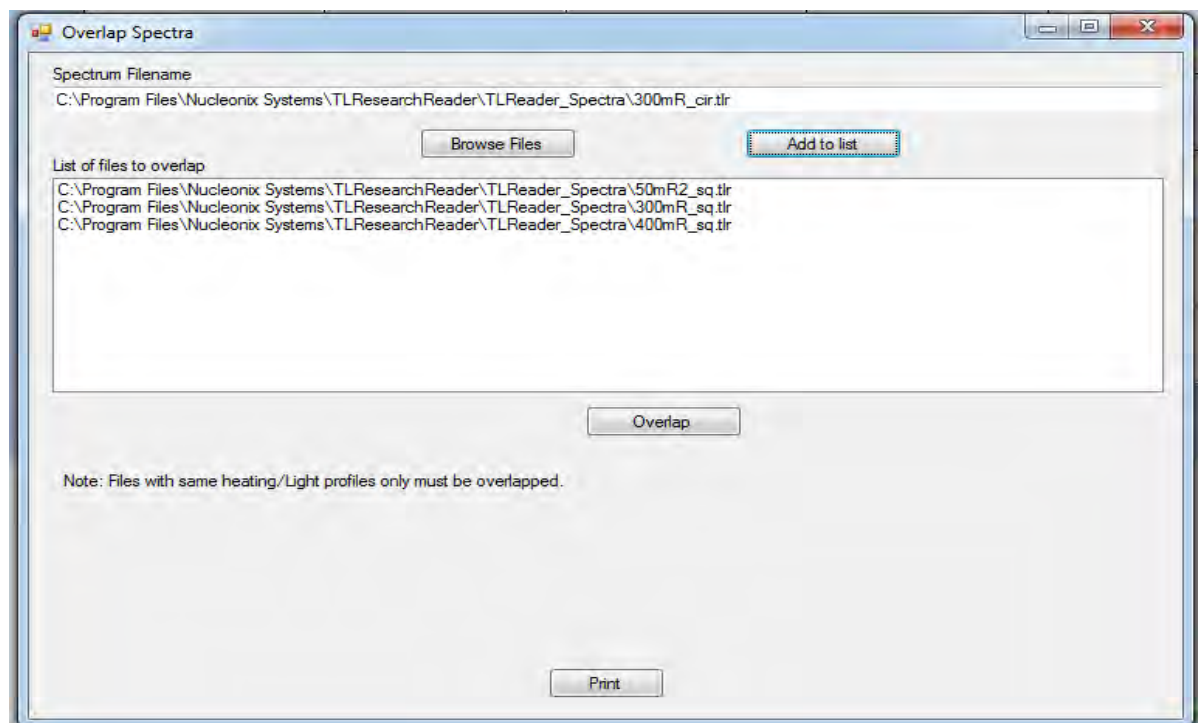 Overlap Spectra
Spectrum Filename
C:\Program Files\Nucleonix Systems\TLResearchReader\TLReader_Spectra\300mR_cir.tlr
Browse Files
Add to list
List of files to overlap
C:\Program Files\Nucleonix Systems\TLResearchReader\TLReader_Spectra\50mR2_sq.tlr
C:\Program Files\Nucleonix Systems\TLResearchReader\TLReader_Spectra\300mR_sq.tlr
C:\Program Files\Nucleonix Systems\TLResearchReader\TLReader_Spectra\400mR_sq.tlr
Overlap
Note: Files with same heating/Light profiles only must be overlapped.
Print